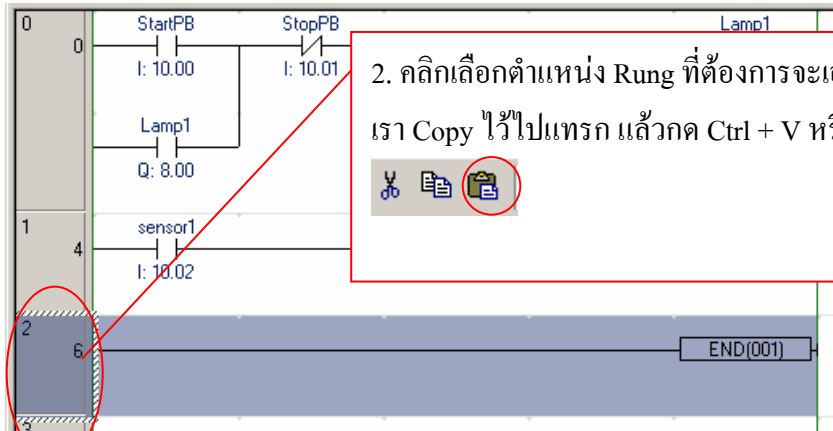 0 StartPB StopPB Lamp1
0
I: 10.00 I: 10.01
2. คลิกเลือกตำแหน่ง Rung ที่ต้องการจะ
เรา Copy ไว้ไปแทรก แล้วกด Ctrl + V
Lamp1
Q: 8.00
1 sensor1
4
I: 10.02
2
6 END(001)
3